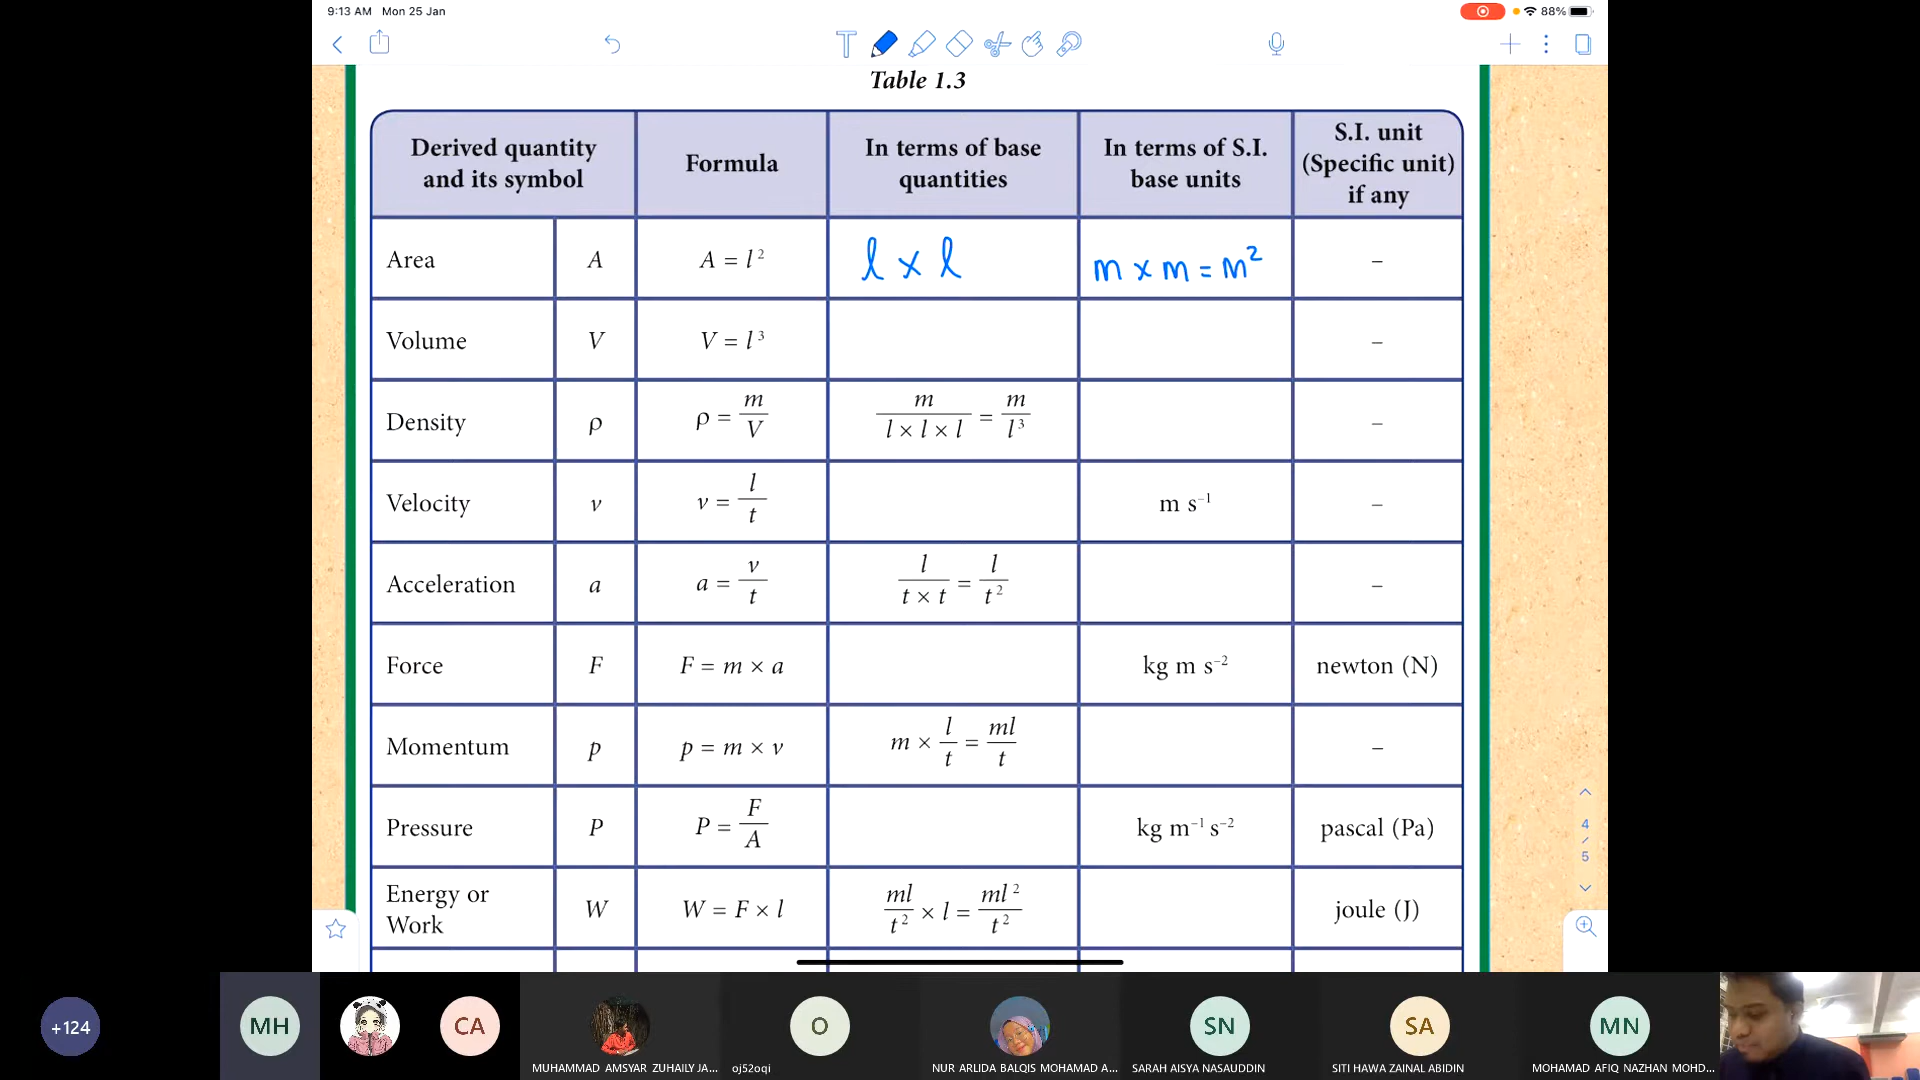 9:13 AM Mon 25 Jan
88%
Table 1.3
Derived quantity and its symbol | Formula | In terms of base quantities | In terms of S.I. base units | S.I. unit (Specific unit) if any
Area | A | A = l² | l × l | m × m = m² | –
Volume | V | V = l³ | | | –
Density | ρ | ρ = m/V | m/(l × l × l) = m/l³ | | –
Velocity | v | v = l/t | | m s⁻¹ | –
Acceleration | a | a = v/t | l/(t × t) = l/t² | | –
Force | F | F = m × a | | kg m s⁻² | newton (N)
Momentum | p | p = m × v | m × l/t = ml/t | | –
Pressure | P | P = F/A | | kg m⁻¹ s⁻² | pascal (Pa)
Energy or Work | W | W = F × l | ml/t² × l = ml²/t² | | joule (J)
4 / 5
+124
MH
CA
MUHAMMAD AMSYAR ZUHAILY JA...
O
oj52oqi
NUR ARLIDA BALQIS MOHAMAD A...
SN
SARAH AISYA NASAUDDIN
SA
SITI HAWA ZAINAL ABIDIN
MN
MOHAMAD AFIQ NAZHAN MOHD...